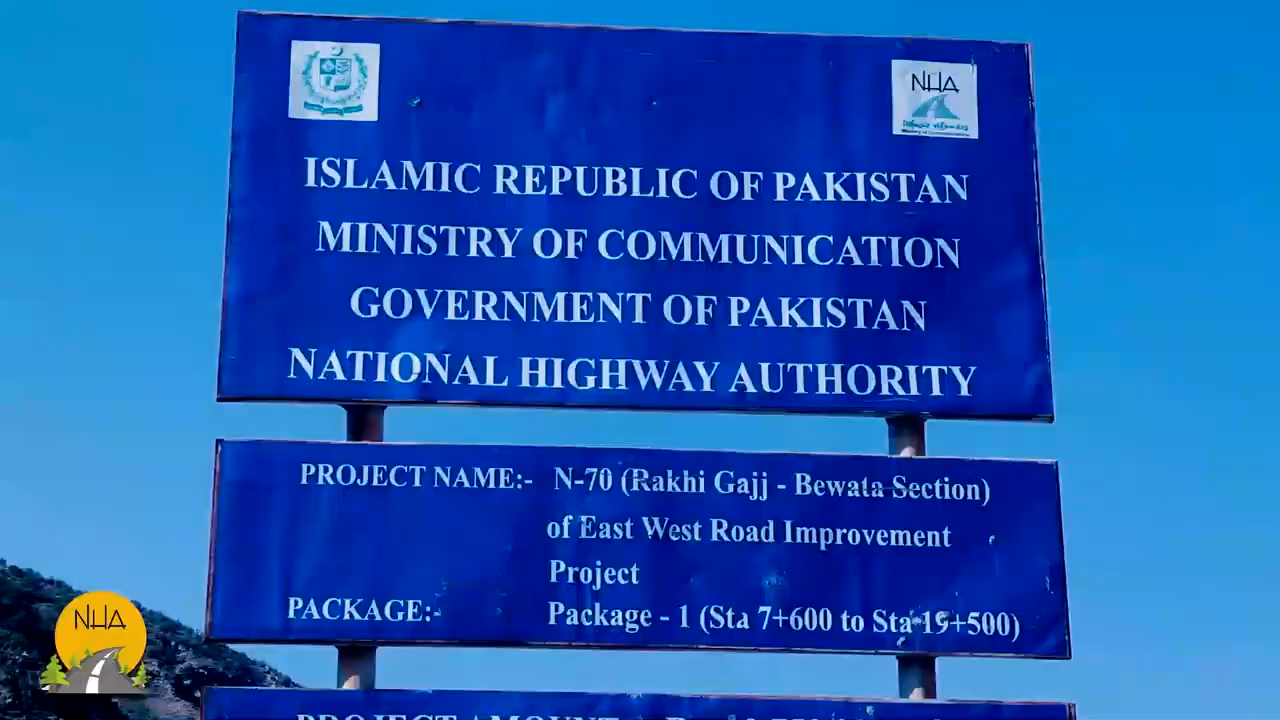 NHA
ISLAMIC REPUBLIC OF PAKISTAN
MINISTRY OF COMMUNICATION
GOVERNMENT OF PAKISTAN
NATIONAL HIGHWAY AUTHORITY
PROJECT NAME:- N-70 (Rakhi Gajj - Bewata Section)
of East West Road Improvement
Project
PACKAGE:- Package - 1 (Sta 7+600 to Sta 19+500)
NHA
PROJECT AMOUNT